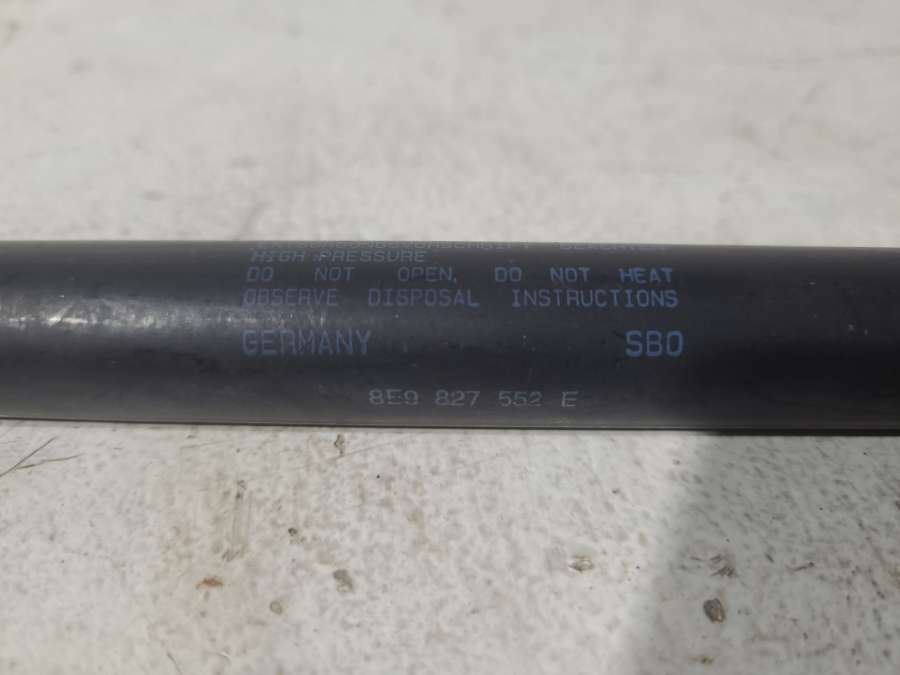 HIGH PRESSURE
DO NOT OPEN, DO NOT HEAT
OBSERVE DISPOSAL INSTRUCTIONS
GERMANY SBO
8E9 827 552 E